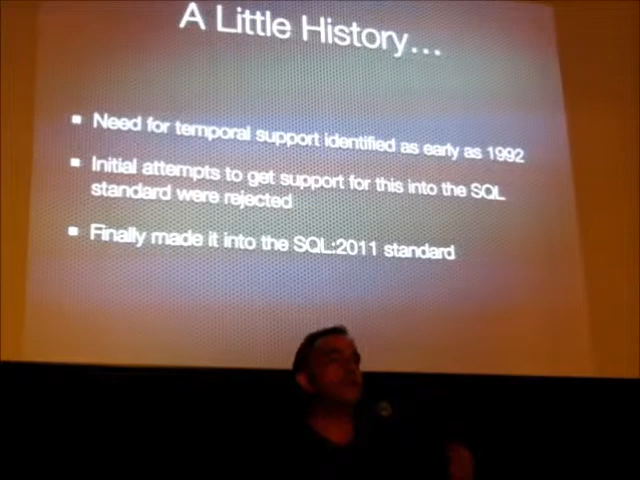 A Little History...
Need for temporal support identified as early as 1992
Initial attempts to get support for this into the SQL
standard were rejected
Finally made it into the SQL:2011 standard